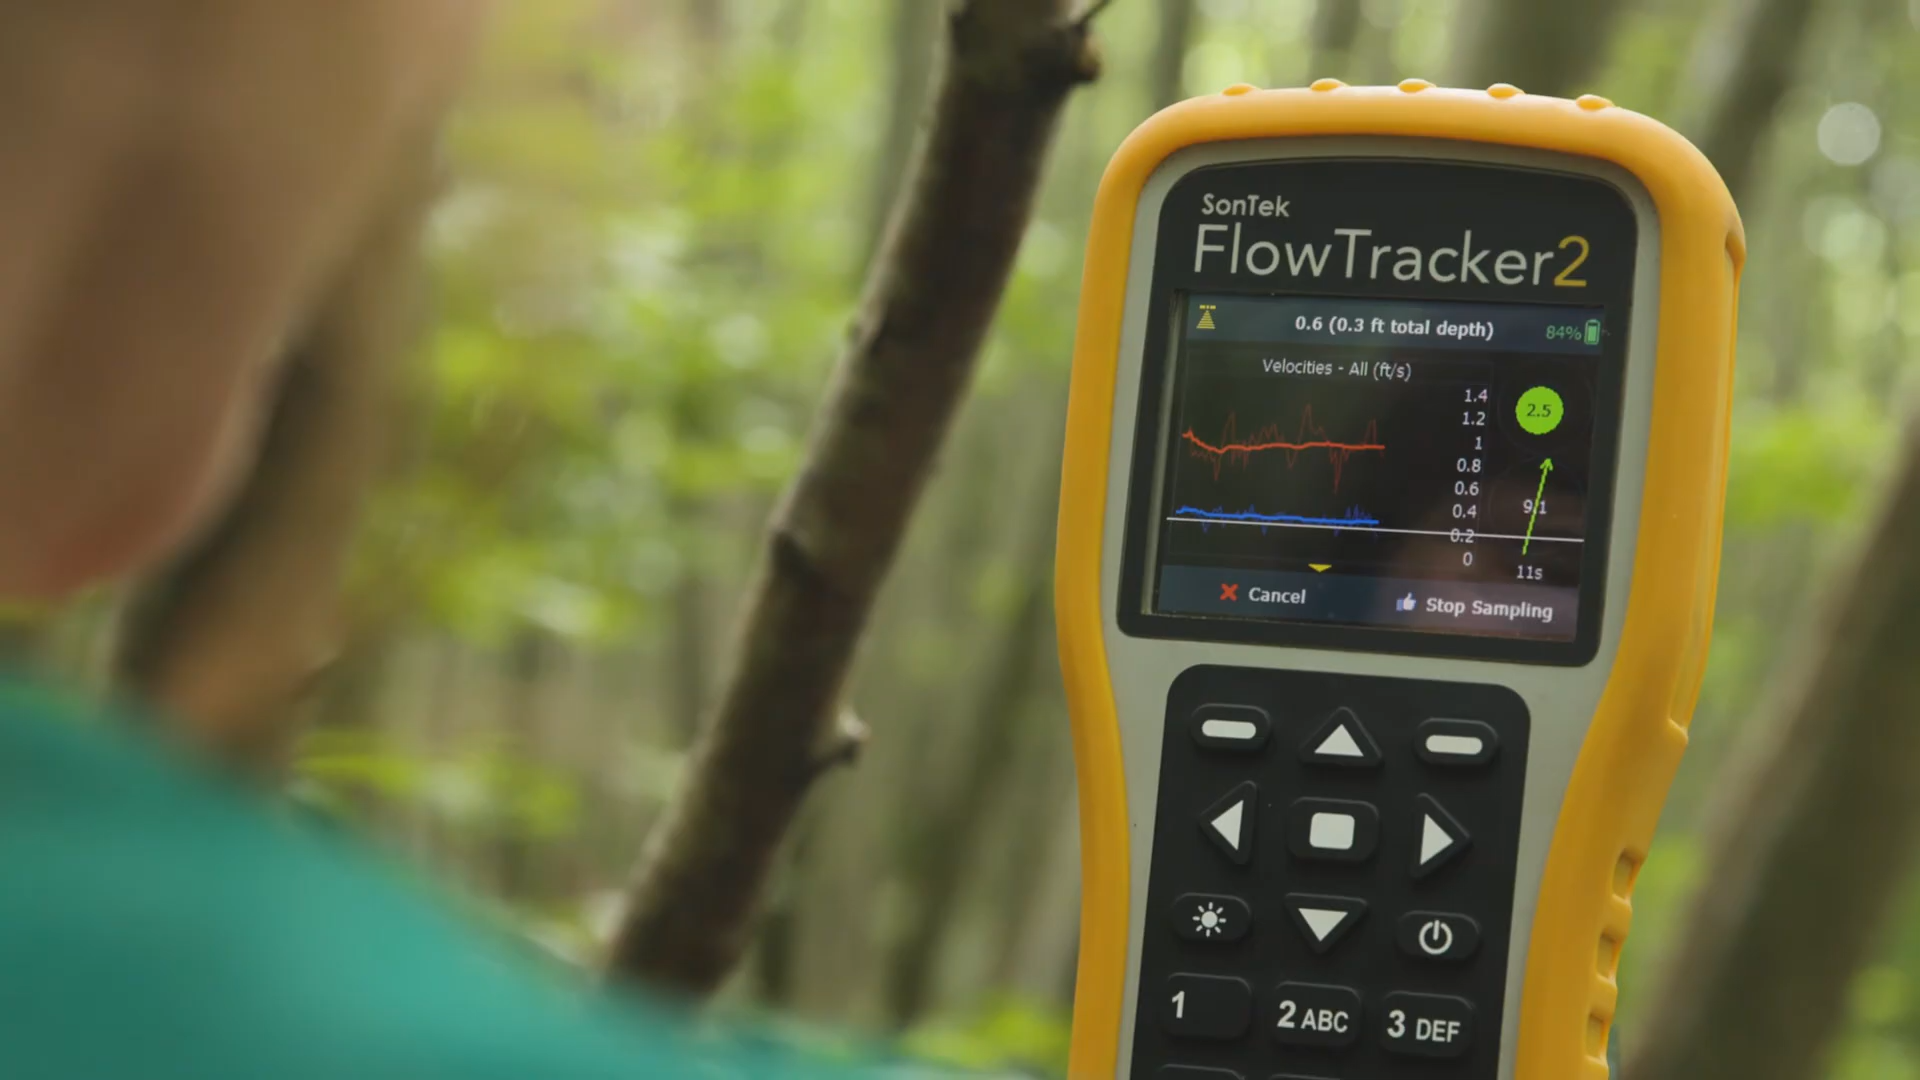 SonTek
FlowTracker2
0.6 (0.3 ft total depth) 84%
Velocities - All (ft/s)
1.4
1.2
1
0.8
0.6
0.4
0.2
0
2.5
9.1
11s
Cancel Stop Sampling
1 2 ABC 3 DEF